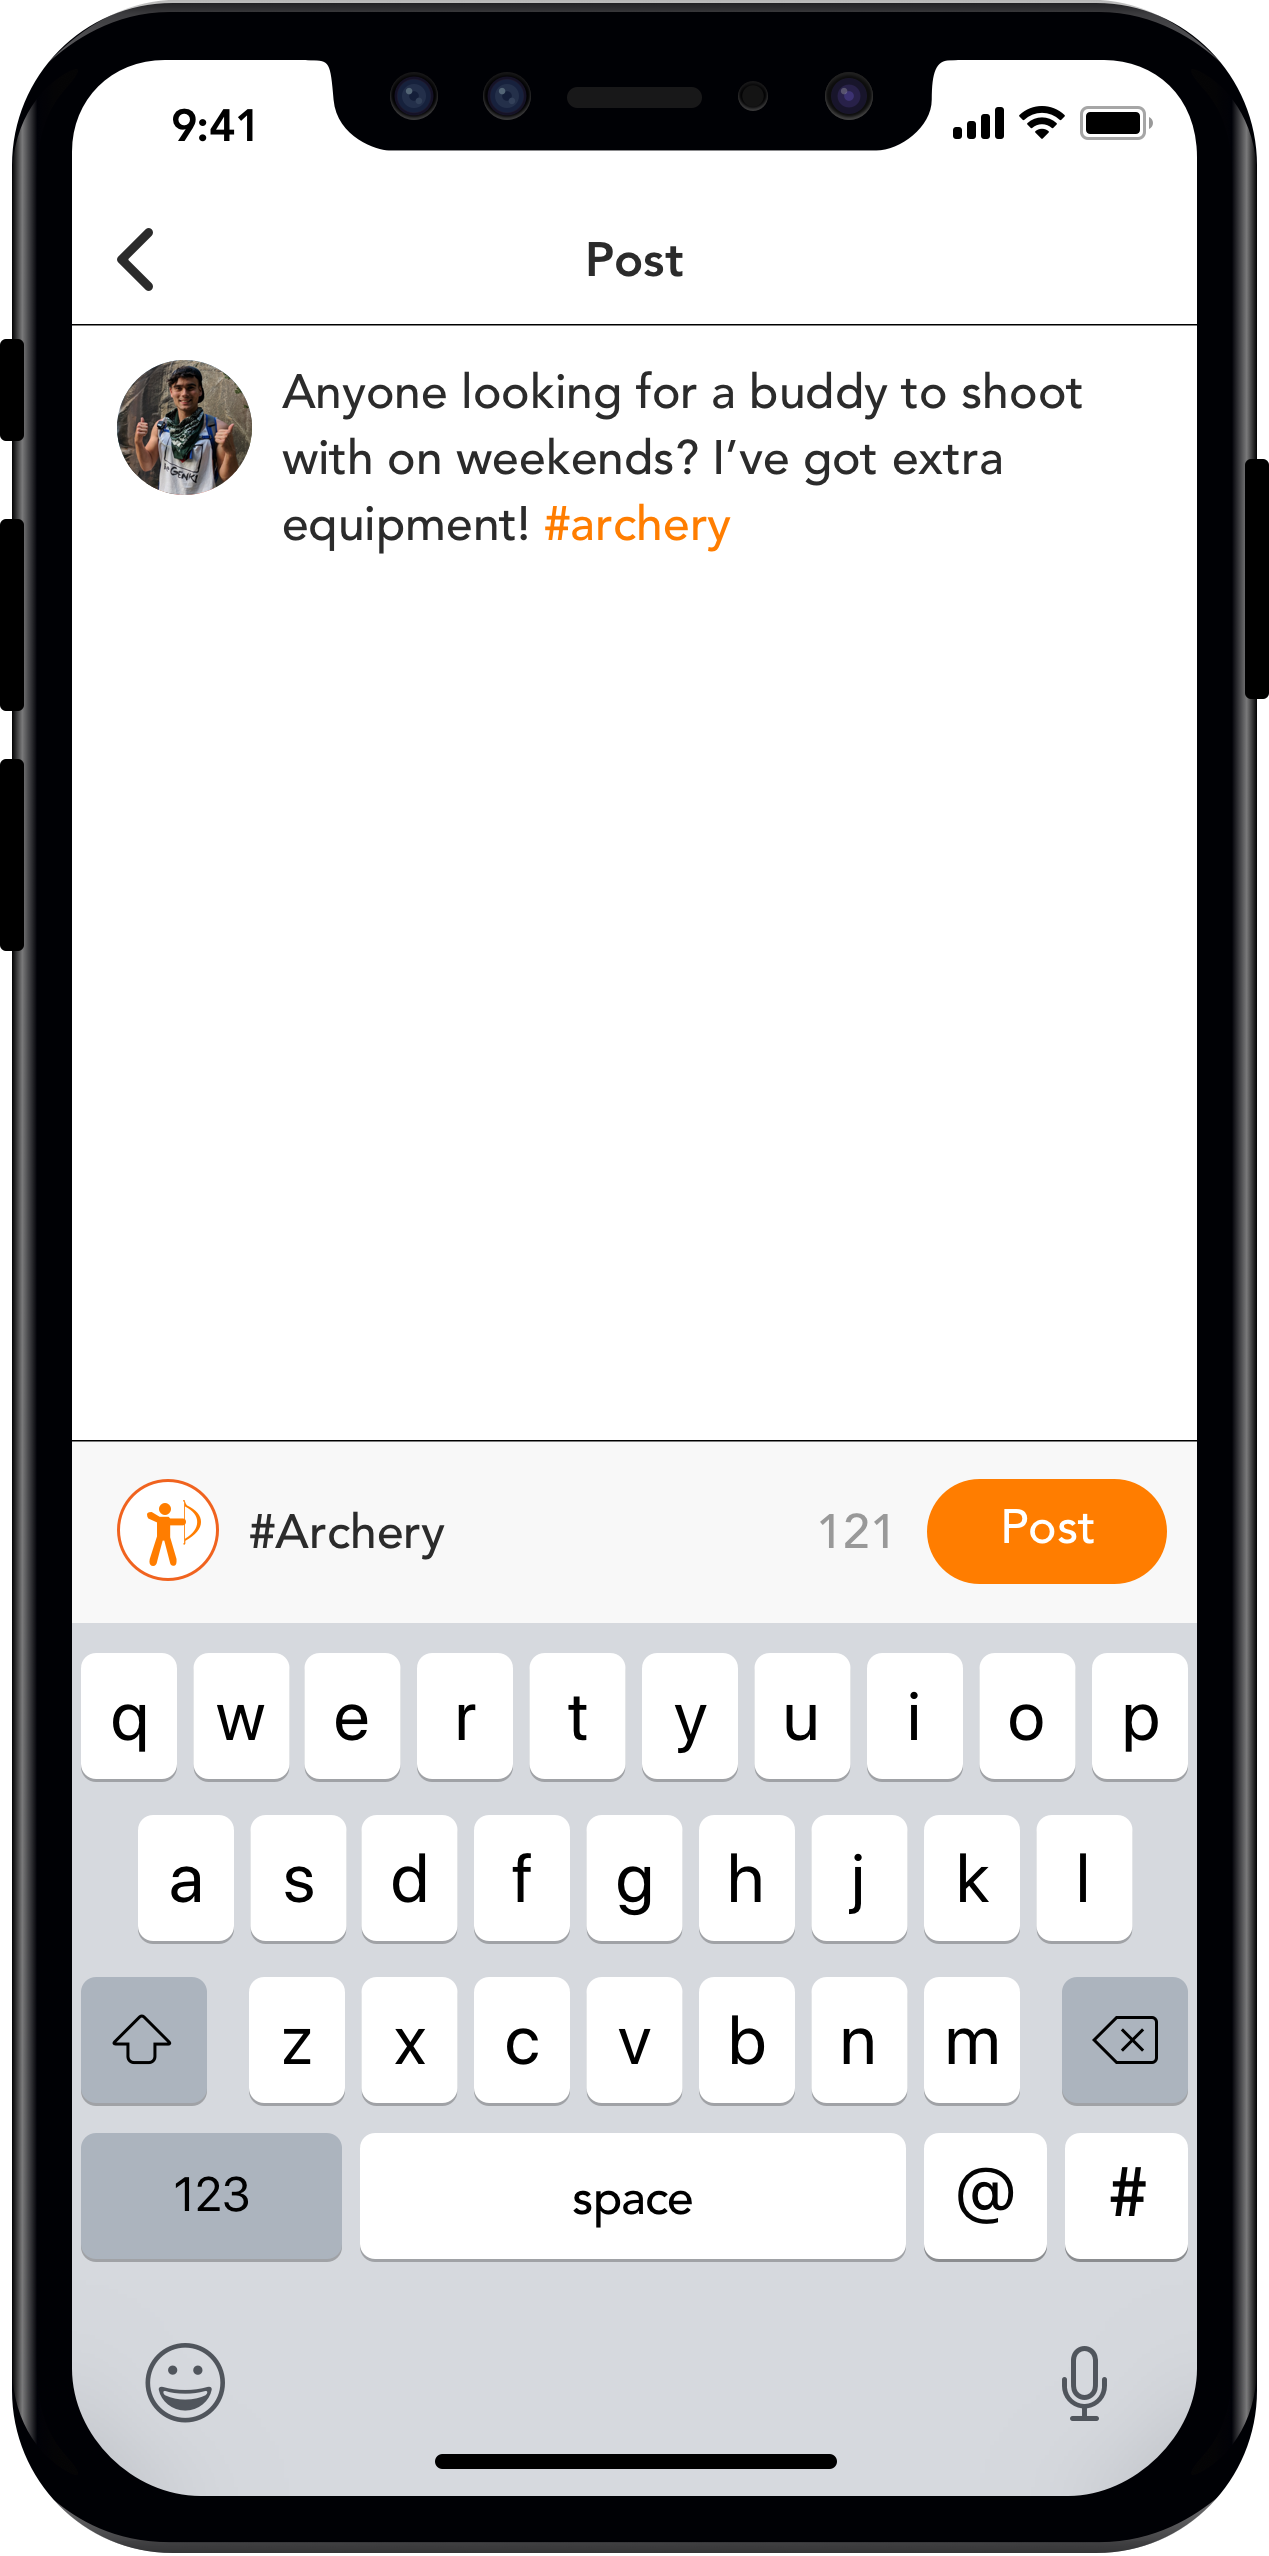 9:41
Post
Anyone looking for a buddy to shoot
with on weekends? I've got extra
equipment! #archery
#Archery 121 Post
q w e r t y u i o p
a s d f g h j k l
z x c v b n m
123 space @ #